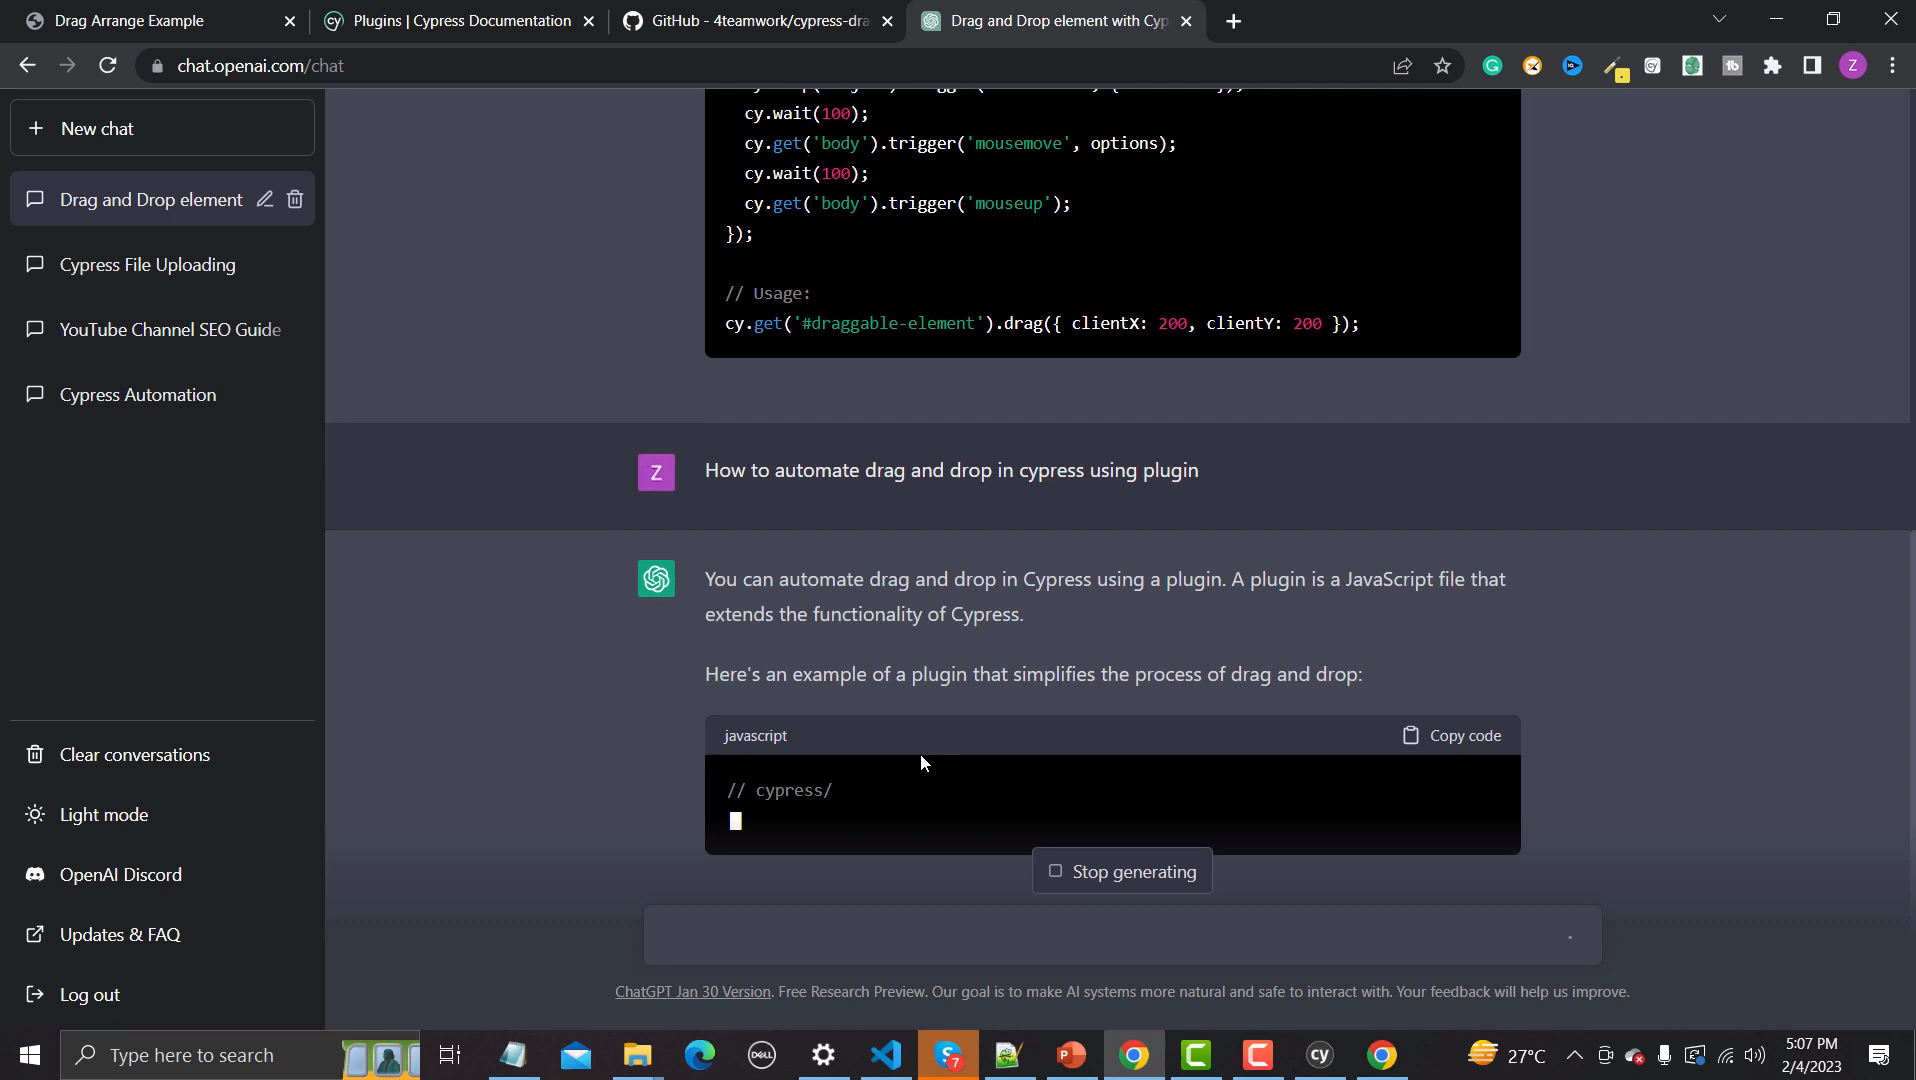 Drag Arrange Example
Plugins | Cypress Documentation
GitHub - 4teamwork/cypress-dra
Drag and Drop element with Cyp
chat.openai.com/chat
Z
New chat
Drag and Drop element
Cypress File Uploading
YouTube Channel SEO Guide
Cypress Automation
Clear conversations
Light mode
OpenAI Discord
Updates & FAQ
Log out
cy.wait(100);
cy.get('body').trigger('mousemove', options);
cy.wait(100);
cy.get('body').trigger('mouseup');
});
// Usage:
cy.get('#draggable-element').drag({ clientX: 200, clientY: 200 });
Z
How to automate drag and drop in cypress using plugin
You can automate drag and drop in Cypress using a plugin. A plugin is a JavaScript file that
extends the functionality of Cypress.
Here's an example of a plugin that simplifies the process of drag and drop:
javascript
Copy code
// cypress/
Stop generating
ChatGPT Jan 30 Version. Free Research Preview. Our goal is to make AI systems more natural and safe to interact with. Your feedback will help us improve.
Type here to search
DELL
7
cy
27°C
5:07 PM
2/4/2023